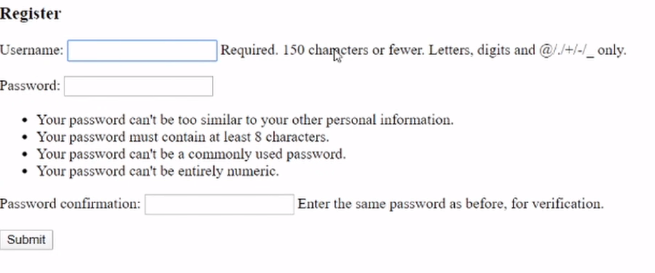 Register
Username: Required. 150 characters or fewer. Letters, digits and @/./+/-/_ only.
Password:
• Your password can't be too similar to your other personal information.
• Your password must contain at least 8 characters.
• Your password can't be a commonly used password.
• Your password can't be entirely numeric.
Password confirmation: Enter the same password as before, for verification.
Submit